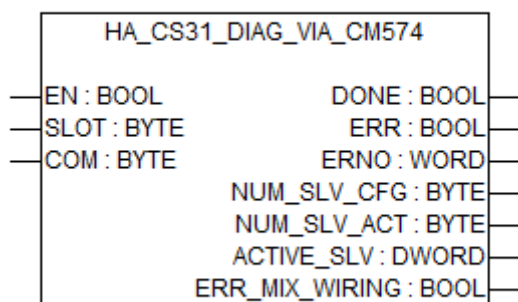 HA_CS31_DIAG_VIA_CM574
EN : BOOL DONE : BOOL
SLOT : BYTE ERR : BOOL
COM : BYTE ERNO : WORD
NUM_SLV_CFG : BYTE
NUM_SLV_ACT : BYTE
ACTIVE_SLV : DWORD
ERR_MIX_WIRING : BOOL